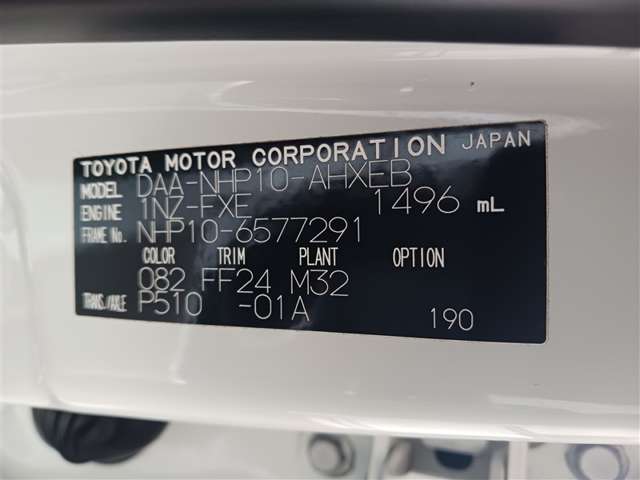 TOYOTA MOTOR CORPORATION JAPAN
MODEL DAA-NHP10-AHXEB
ENGINE 1NZ-FXE 1496 mL
FRAME No. NHP10-6577291
COLOR TRIM PLANT OPTION
082 FF24 M32
TRANS./AXLE P510 -01A
190